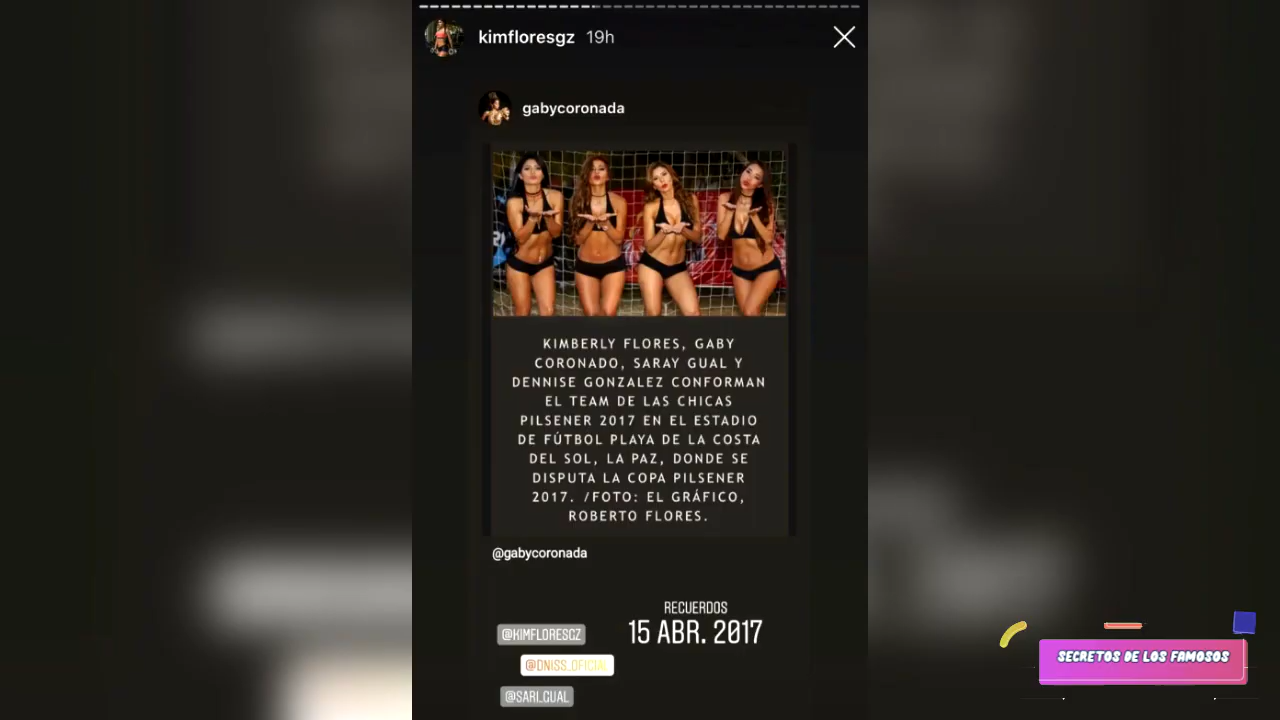 kimfloresgz 19h
gabycoronada
KIMBERLY FLORES, GABY
CORONADO, SARAY GUAL Y
DENNISE GONZALEZ CONFORMAN
EL TEAM DE LAS CHICAS
PILSENER 2017 EN EL ESTADIO
DE FÚTBOL PLAYA DE LA COSTA
DEL SOL, LA PAZ, DONDE SE
DISPUTA LA COPA PILSENER
2017. /FOTO: EL GRÁFICO,
ROBERTO FLORES.
@gabycoronada
RECUERDOS
15 ABR. 2017
@KIMFLORESGZ
@DNISS_OFICIAL
@SARI_GUAL
SECRETOS DE LOS FAMOSOS